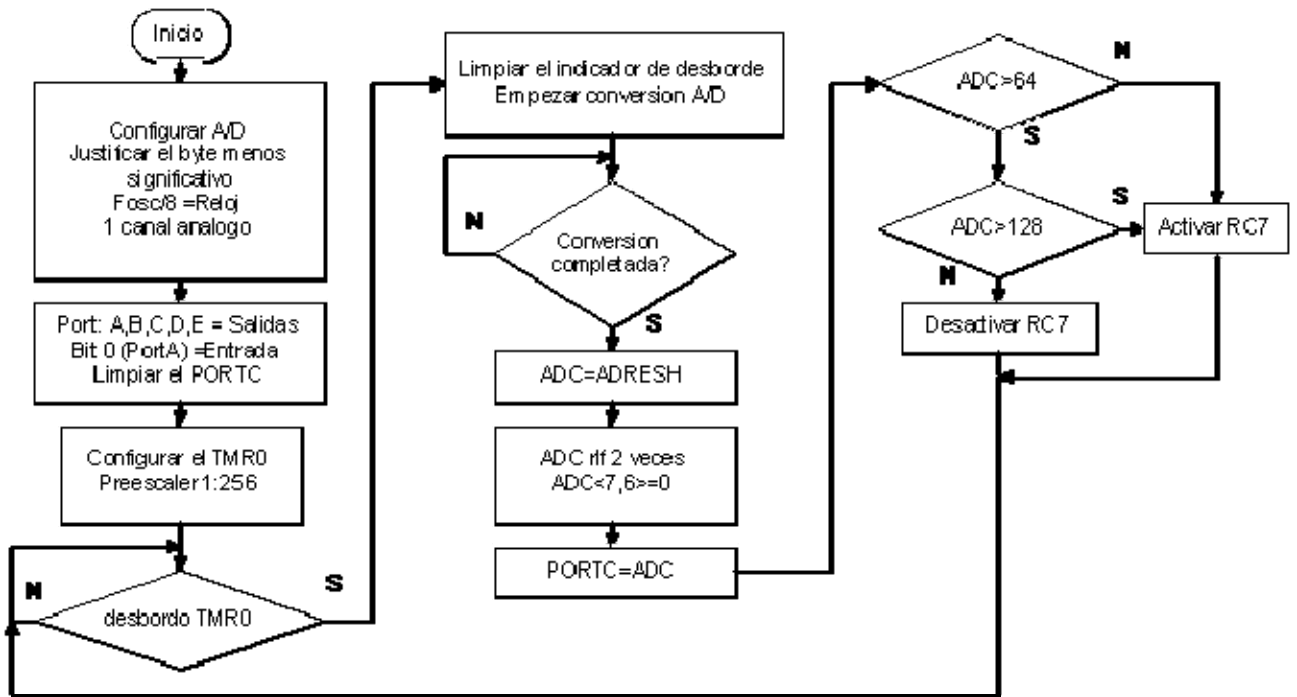 Inicio
Configurar A/D
Justificar el byte menos
significativo
Fosc/8 =Reloj
1 canal analogo
Port: A,B,C,D,E = Salidas
Bit 0 (PortA) =Entrada
Limpiar el PORTC
Configurar el TMR0
Preescaler 1:256
desbordo TMR0
N
S
Limpiar el indicador de desborde
Empezar conversion A/D
Conversion
completada?
N
S
ADC=ADRESH
ADC rlf 2 veces
ADC<7,6>=0
PORTC=ADC
ADC>64
N
S
ADC>128
S
N
Activar RC7
Desactivar RC7